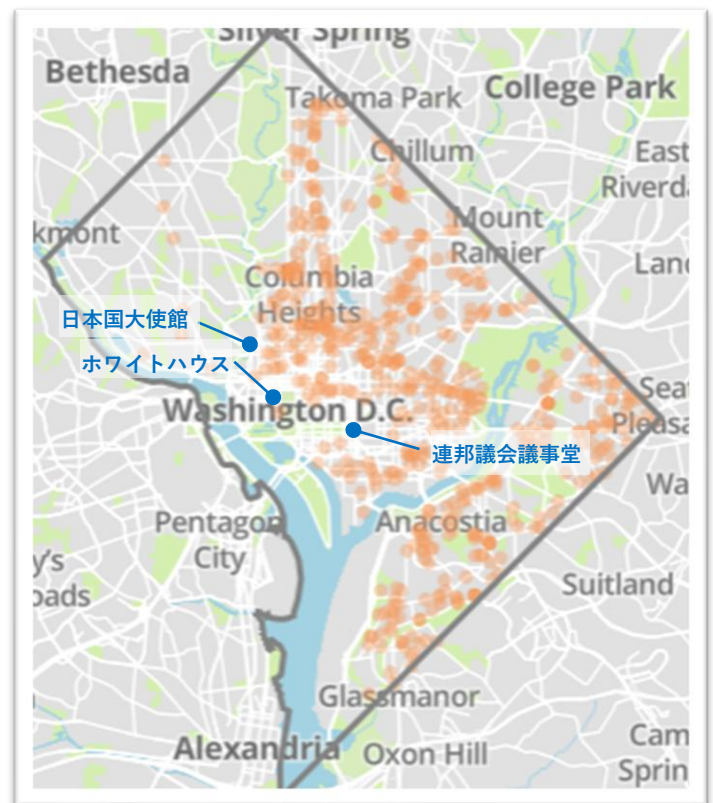 Silver Spring
Bethesda
College Park
Takoma Park
Chillum
East
Riverda
kmont
Mount
Rainier
Land
Columbia
Heights
日本国大使館
ホワイトハウス
Washington D.C.
Seat
Pleasa
連邦議会議事堂
Wa
Pentagon
City
Anacostia
y's
oads
Suitland
Glassmanor
Alexandria
Oxon Hill
Cam
Sprin